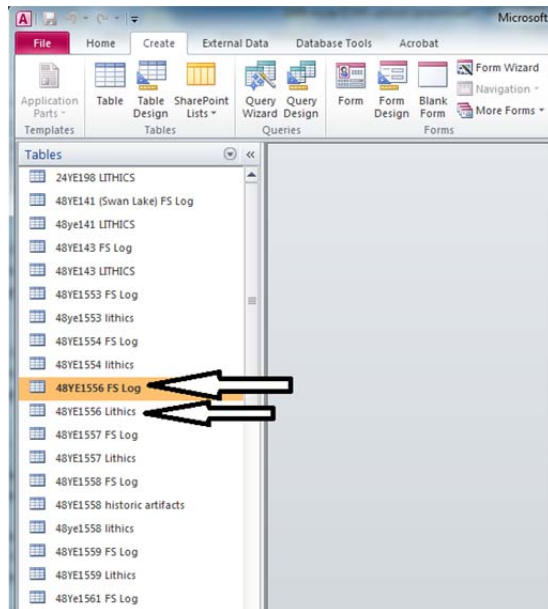 Microsoft
File Home Create External Data Database Tools Acrobat
Application Parts
Table
Table Design
SharePoint Lists
Query Wizard
Query Design
Form
Form Design
Blank Form
Form Wizard
Navigation
More Forms
Templates
Tables
Queries
Forms
Tables
24YE198 LITHICS
48YE141 (Swan Lake) FS Log
48ye141 LITHICS
48YE143 FS Log
48YE143 LITHICS
48YE1553 FS Log
48ye1553 lithics
48YE1554 FS Log
48YE1554 lithics
48YE1556 FS Log
48YE1556 Lithics
48YE1557 FS Log
48YE1557 Lithics
48YE1558 FS Log
48YE1558 historic artifacts
48ye1558 lithics
48YE1559 FS Log
48YE1559 Lithics
48Ye1561 FS Log